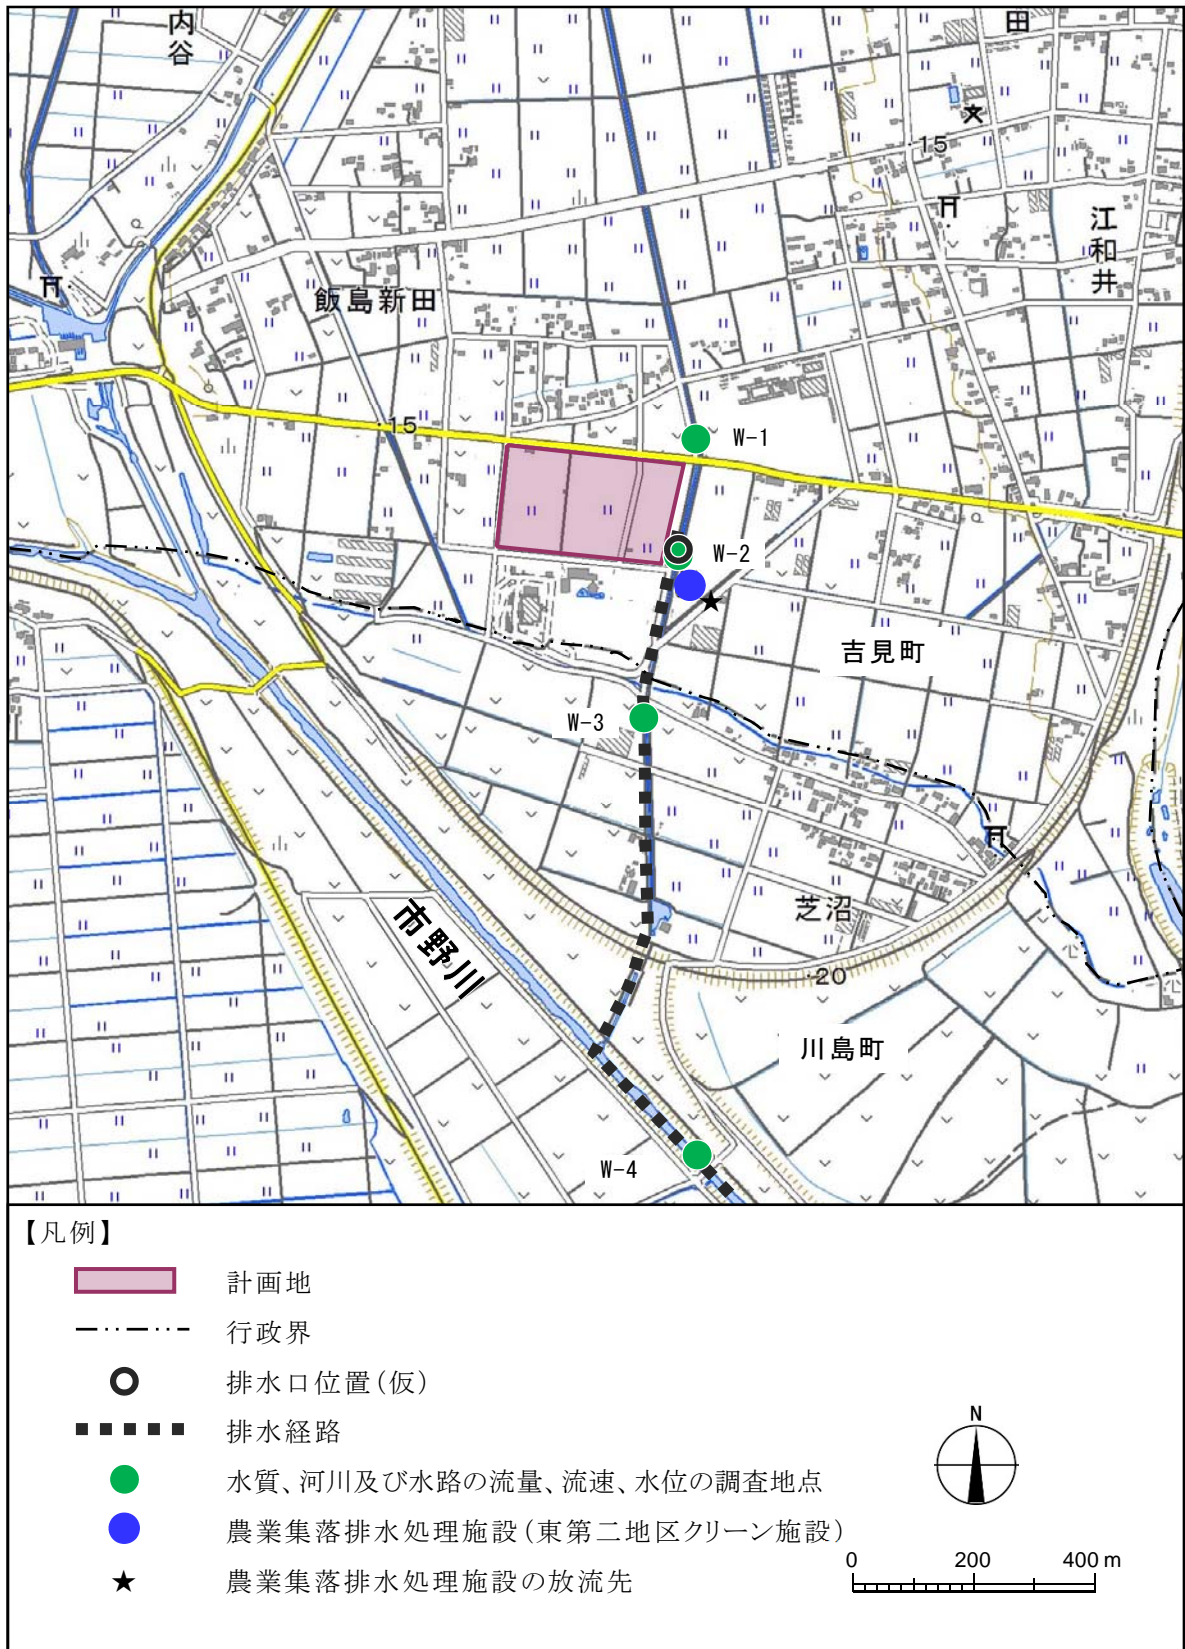 内谷
田
15
江和井
飯島新田
15
W-1
W-2
吉見町
W-3
芝沼
市野川
20
川島町
W-4
【凡例】
計画地
行政界
排水口位置(仮)
排水経路
水質、河川及び水路の流量、流速、水位の調査地点
農業集落排水処理施設(東第二地区クリーン施設)
農業集落排水処理施設の放流先
N
0 200 400 m